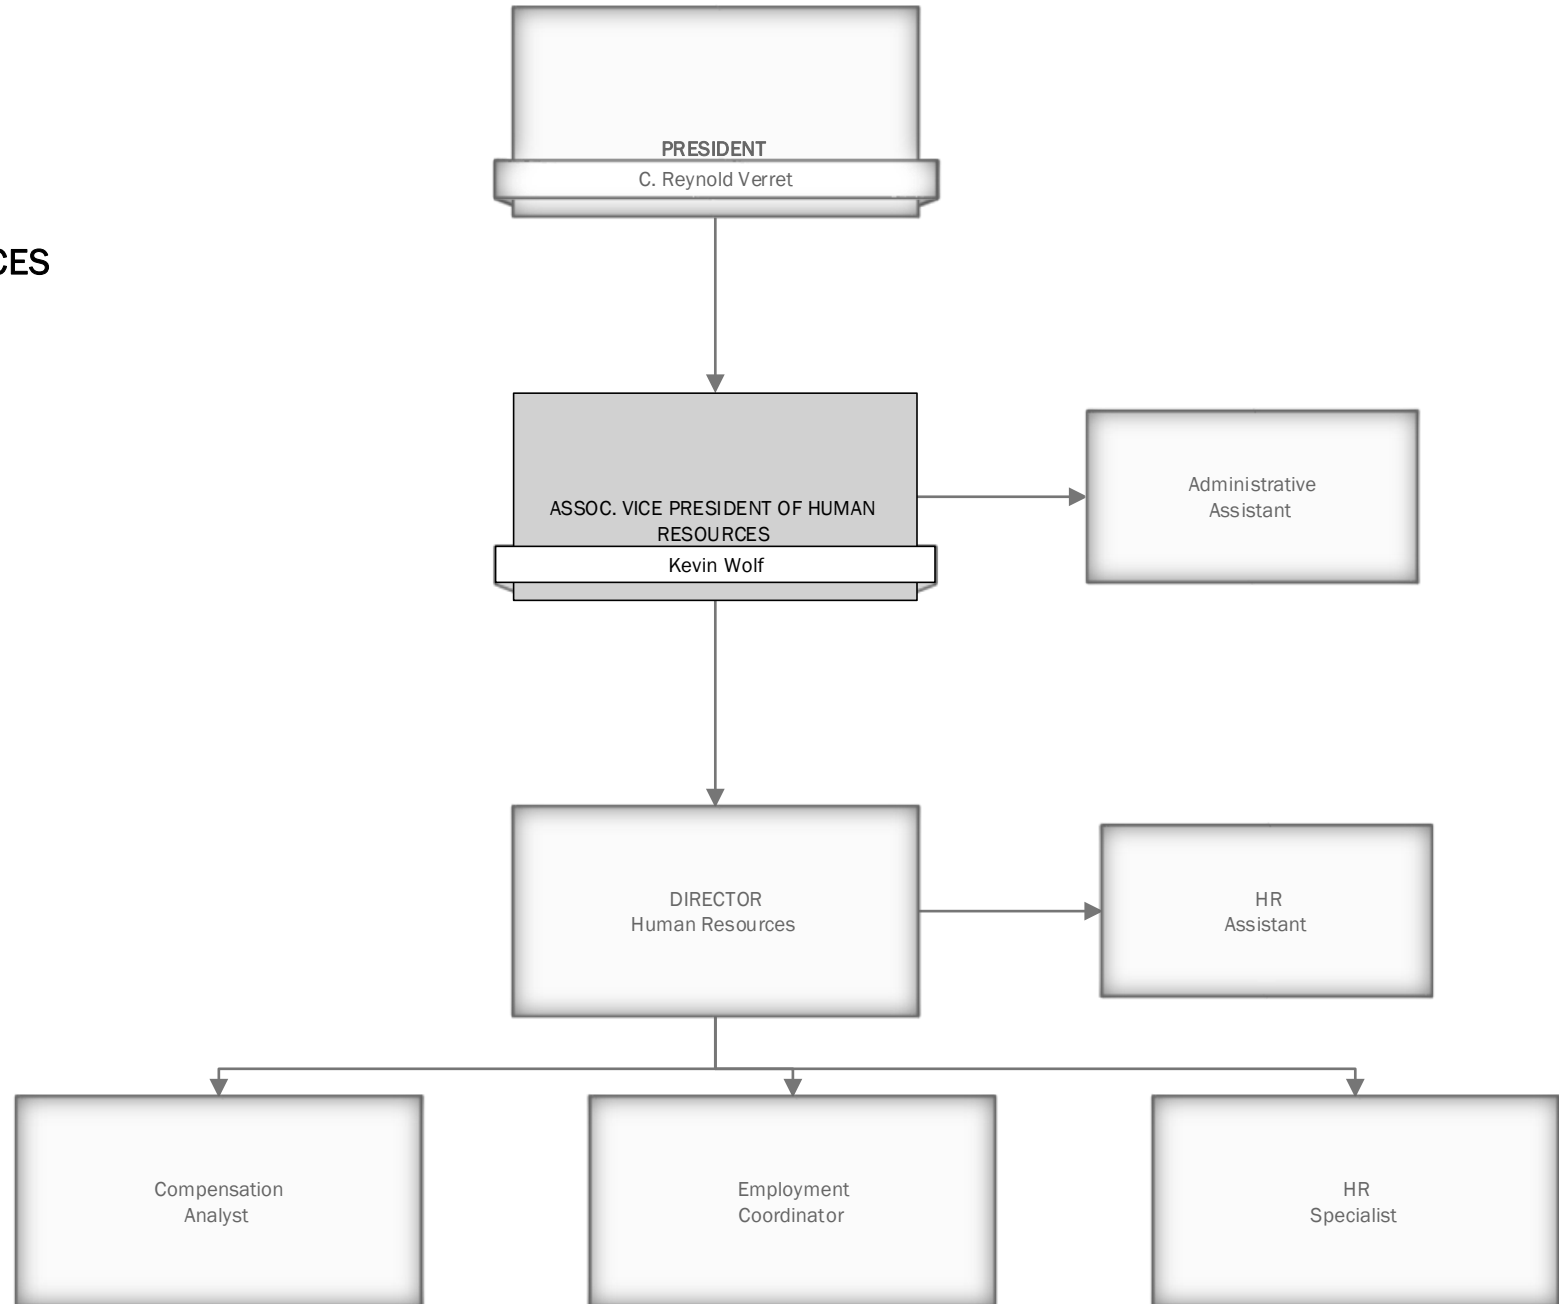 PRESIDENT
C. Reynold Verret
CES
ASSOC. VICE PRESIDENT OF HUMAN
RESOURCES
Kevin Wolf
Administrative
Assistant
DIRECTOR
Human Resources
HR
Assistant
Compensation
Analyst
Employment
Coordinator
HR
Specialist